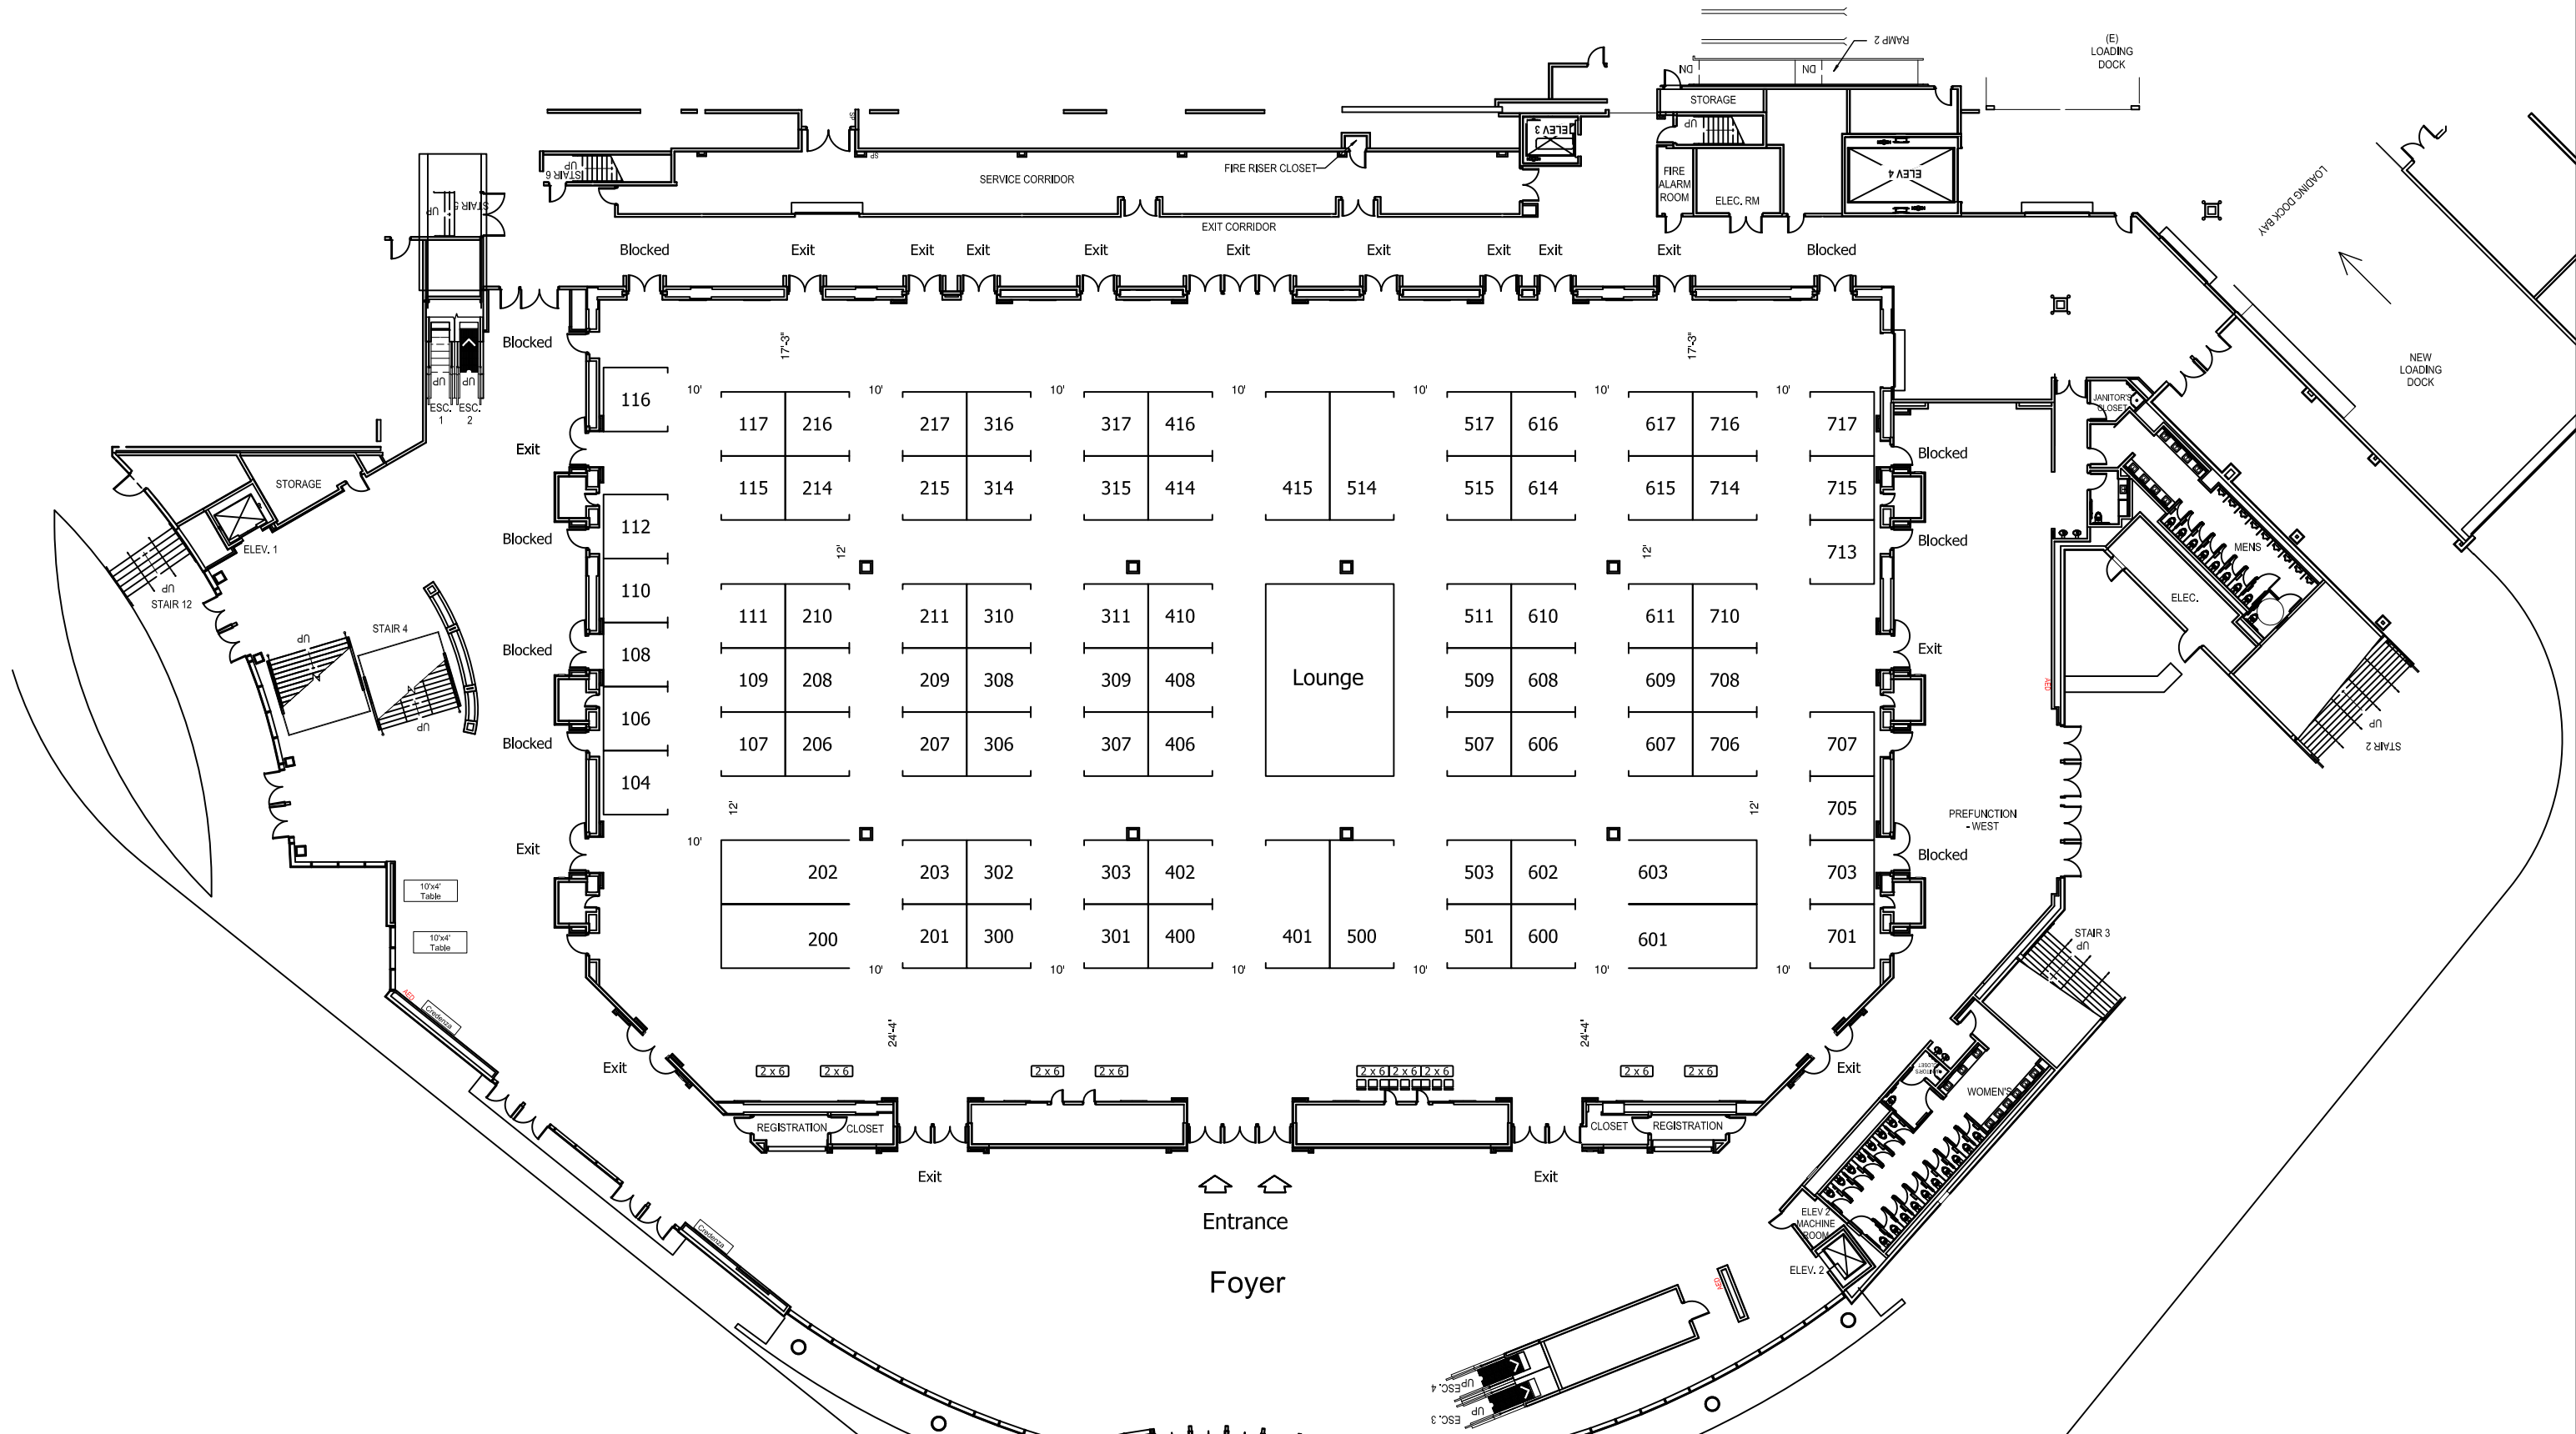 RAMP 2
(E)
LOADING
DOCK
DN
DN
STORAGE
SP
ELEV 3
UP
UP
STAIR 6
SP
FIRE RISER CLOSET
SERVICE CORRIDOR
FIRE
ALARM
ROOM
ELEC. RM
ELEV 4
LOADING DOCK BAY
UP
STAIR 5
EXIT CORRIDOR
Blocked
Exit
Exit
Exit
Exit
Exit
Exit
Exit
Exit
Exit
Blocked
Blocked
17'-3"
17'-3"
NEW
LOADING
DOCK
UP
UP
ESC.
1
ESC.
2
116
10'
10'
10'
10'
10'
10'
10'
JANITOR'S
CLOSET
117
216
217
316
317
416
517
616
617
716
717
Exit
Blocked
STORAGE
115
214
215
314
315
414
415
514
515
614
615
714
715
112
Blocked
Blocked
ELEV. 1
12'
12'
713
MENS
UP
STAIR 12
110
ELEC.
111
210
211
310
311
410
511
610
611
710
STAIR 4
UP
108
Blocked
Exit
109
208
209
308
309
408
Lounge
509
608
609
708
AED
UP
106
UP
STAIR 2
Blocked
107
206
207
306
307
406
507
606
607
706
707
104
12'
12'
705
PREFUNCTION
- WEST
10'
Exit
Blocked
202
203
302
303
402
503
602
603
703
10'x4'
Table
10'x4'
Table
200
201
300
301
400
401
500
501
600
601
701
STAIR 3
UP
10'
10'
10'
10'
10'
10'
AED
Credenza
24'-4'
24'-4'
Exit
Exit
2 x 6
2 x 6
2 x 6
2 x 6
2 x 6
2 x 6
2 x 6
2 x 6
2 x 6
JANITORS
CLOSET
WOMEN'S
REGISTRATION
CLOSET
CLOSET
REGISTRATION
Exit
Exit
Entrance
Credenza
ELEV 2
MACHINE
ROOM
ELEV. 2
Foyer
AED
UP
ESC. 4
UP
ESC. 3